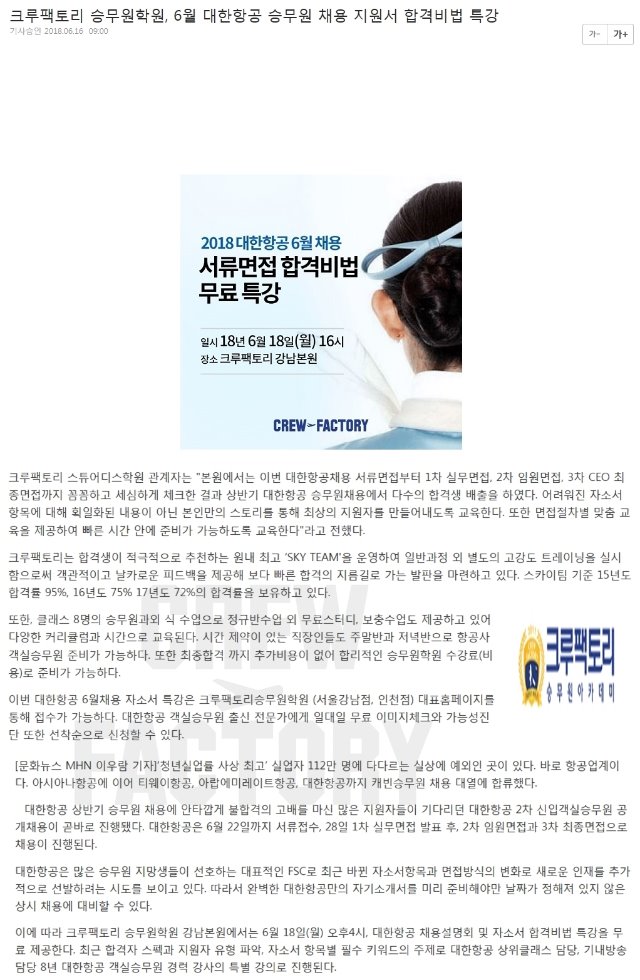 크루팩토리 승무원학원, 6월 대한항공 승무원 채용 지원서 합격비법 특강
기사승인 2018.06.16 09:00
가- 가+
2018 대한항공 6월 채용
서류면접 합격비법
무료 특강
일시 18년 6월 18일(월) 16시
장소 크루팩토리 강남본원
CREW FACTORY
크루팩토리 스튜어디스학원 관계자는 "본원에서는 이번 대한항공채용 서류면접부터 1차 실무면접, 2차 임원면접, 3차 CEO 최
종면접까지 꼼꼼하고 세심하게 체크한 결과 상반기 대한항공 승무원채용에서 다수의 합격생 배출을 하였다. 어려워진 자소서
항목에 대해 획일화된 내용이 아닌 본인만의 스토리를 통해 최상의 지원자를 만들어내도록 교육한다. 또한 면접절차별 맞춤 교
육을 제공하여 빠른 시간 안에 준비가 가능하도록 교육한다"라고 전했다.
크루팩토리는 합격생이 적극적으로 추천하는 원내 최고 'SKY TEAM'을 운영하여 일반과정 외 별도의 고강도 트레이닝을 실시
함으로써 객관적이고 날카로운 피드백을 제공해 보다 빠른 합격의 지름길로 가는 발판을 마련하고 있다. 스카이팀 기준 15년도
합격률 95%, 16년도 75% 17년도 72%의 합격률을 보유하고 있다.
또한, 클래스 8명의 승무원과외 식 수업으로 정규반수업 외 무료스터디, 보충수업도 제공하고 있어
다양한 커리큘럼과 시간으로 교육된다. 시간 제약이 있는 직장인들도 주말반과 저녁반으로 항공사
객실승무원 준비가 가능하다. 또한 최종합격 까지 추가비용이 없어 합리적인 승무원학원 수강료(비
용)로 준비가 가능하다.
크루팩토리
승무원아카데미
이번 대한항공 6월채용 자소서 특강은 크루팩토리승무원학원 (서울강남점, 인천점) 대표홈페이지를
통해 접수가 가능하다. 대한항공 객실승무원 출신 전문가에게 일대일 무료 이미지체크와 가능성진
단 또한 선착순으로 신청할 수 있다.
CREW FACTORY
[문화뉴스 MHN 이우람 기자]'청년실업률 사상 최고' 실업자 112만 명에 다다르는 실상에 예외인 곳이 있다. 바로 항공업계이
다. 아시아나항공에 이어 티웨이항공, 아랍에미레이트항공, 대한항공까지 캐빈승무원 채용 대열에 합류했다.
대한항공 상반기 승무원 채용에 안타깝게 불합격의 고배를 마신 많은 지원자들이 기다리던 대한항공 2차 신입객실승무원 공
개채용이 곧바로 진행됐다. 대한항공은 6월 22일까지 서류접수, 28일 1차 실무면접 발표 후, 2차 임원면접과 3차 최종면접으로
채용이 진행된다.
대한항공은 많은 승무원 지망생들이 선호하는 대표적인 FSC로 최근 바뀐 자소서항목과 면접방식의 변화로 새로운 인재를 추가
적으로 선발하려는 시도를 보이고 있다. 따라서 완벽한 대한항공만의 자기소개서를 미리 준비해야만 날짜가 정해져 있지 않은
상시 채용에 대비할 수 있다.
이에 따라 크루팩토리 승무원학원 강남본원에서는 6월 18일(월) 오후4시, 대한항공 채용설명회 및 자소서 합격비법 특강을 무
료 제공한다. 최근 합격자 스펙과 지원자 유형 파악, 자소서 항목별 필수 키워드의 주제로 대한항공 상위클래스 담당, 기내방송
담당 8년 대한항공 객실승무원 경력 강사의 특별 강의로 진행된다.